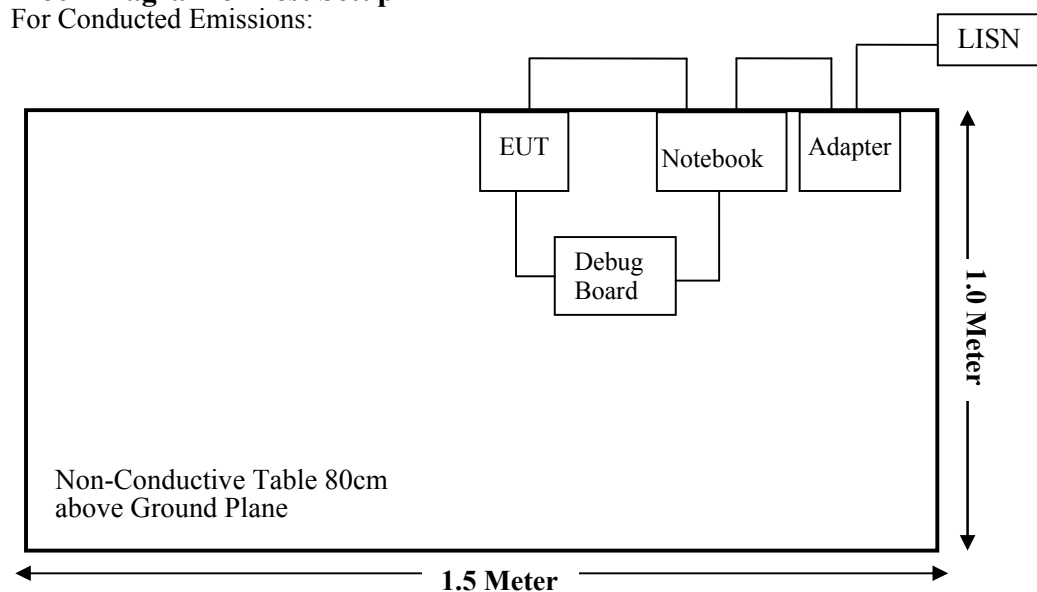 For Conducted Emissions:
LISN
EUT
Notebook
Adapter
Debug
Board
1.0 Meter
Non-Conductive Table 80cm
above Ground Plane
1.5 Meter